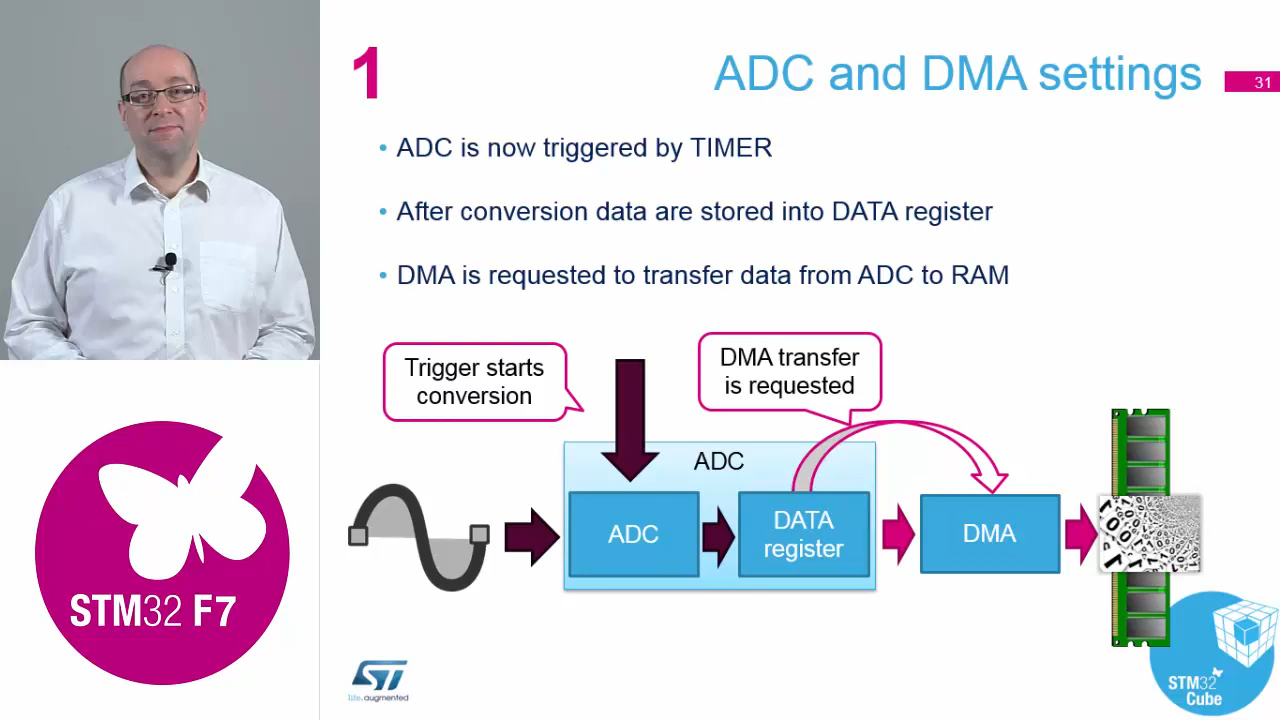 1
ADC and DMA settings
31
• ADC is now triggered by TIMER
• After conversion data are stored into DATA register
• DMA is requested to transfer data from ADC to RAM
Trigger starts
conversion
DMA transfer
is requested
ADC
ADC
DATA
register
DMA
STM32 F7
ST
life.augmented
STM32
Cube